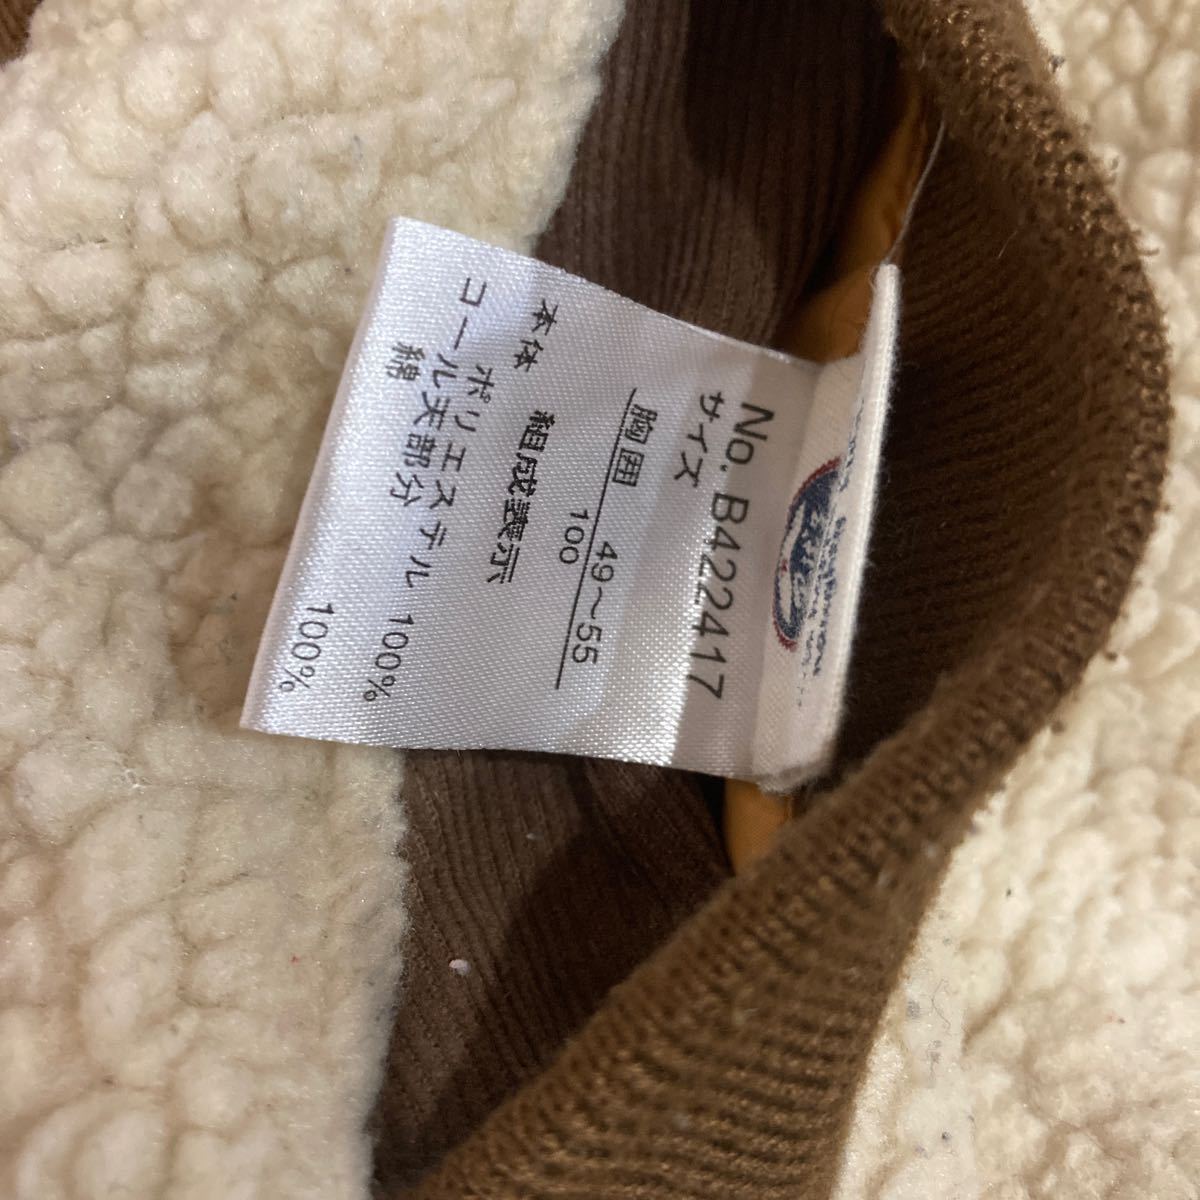 No. B422417
サイズ
胸囲 49～55
100
組成表示
本体 ポリエステル 100%
コール天部分
綿 100%